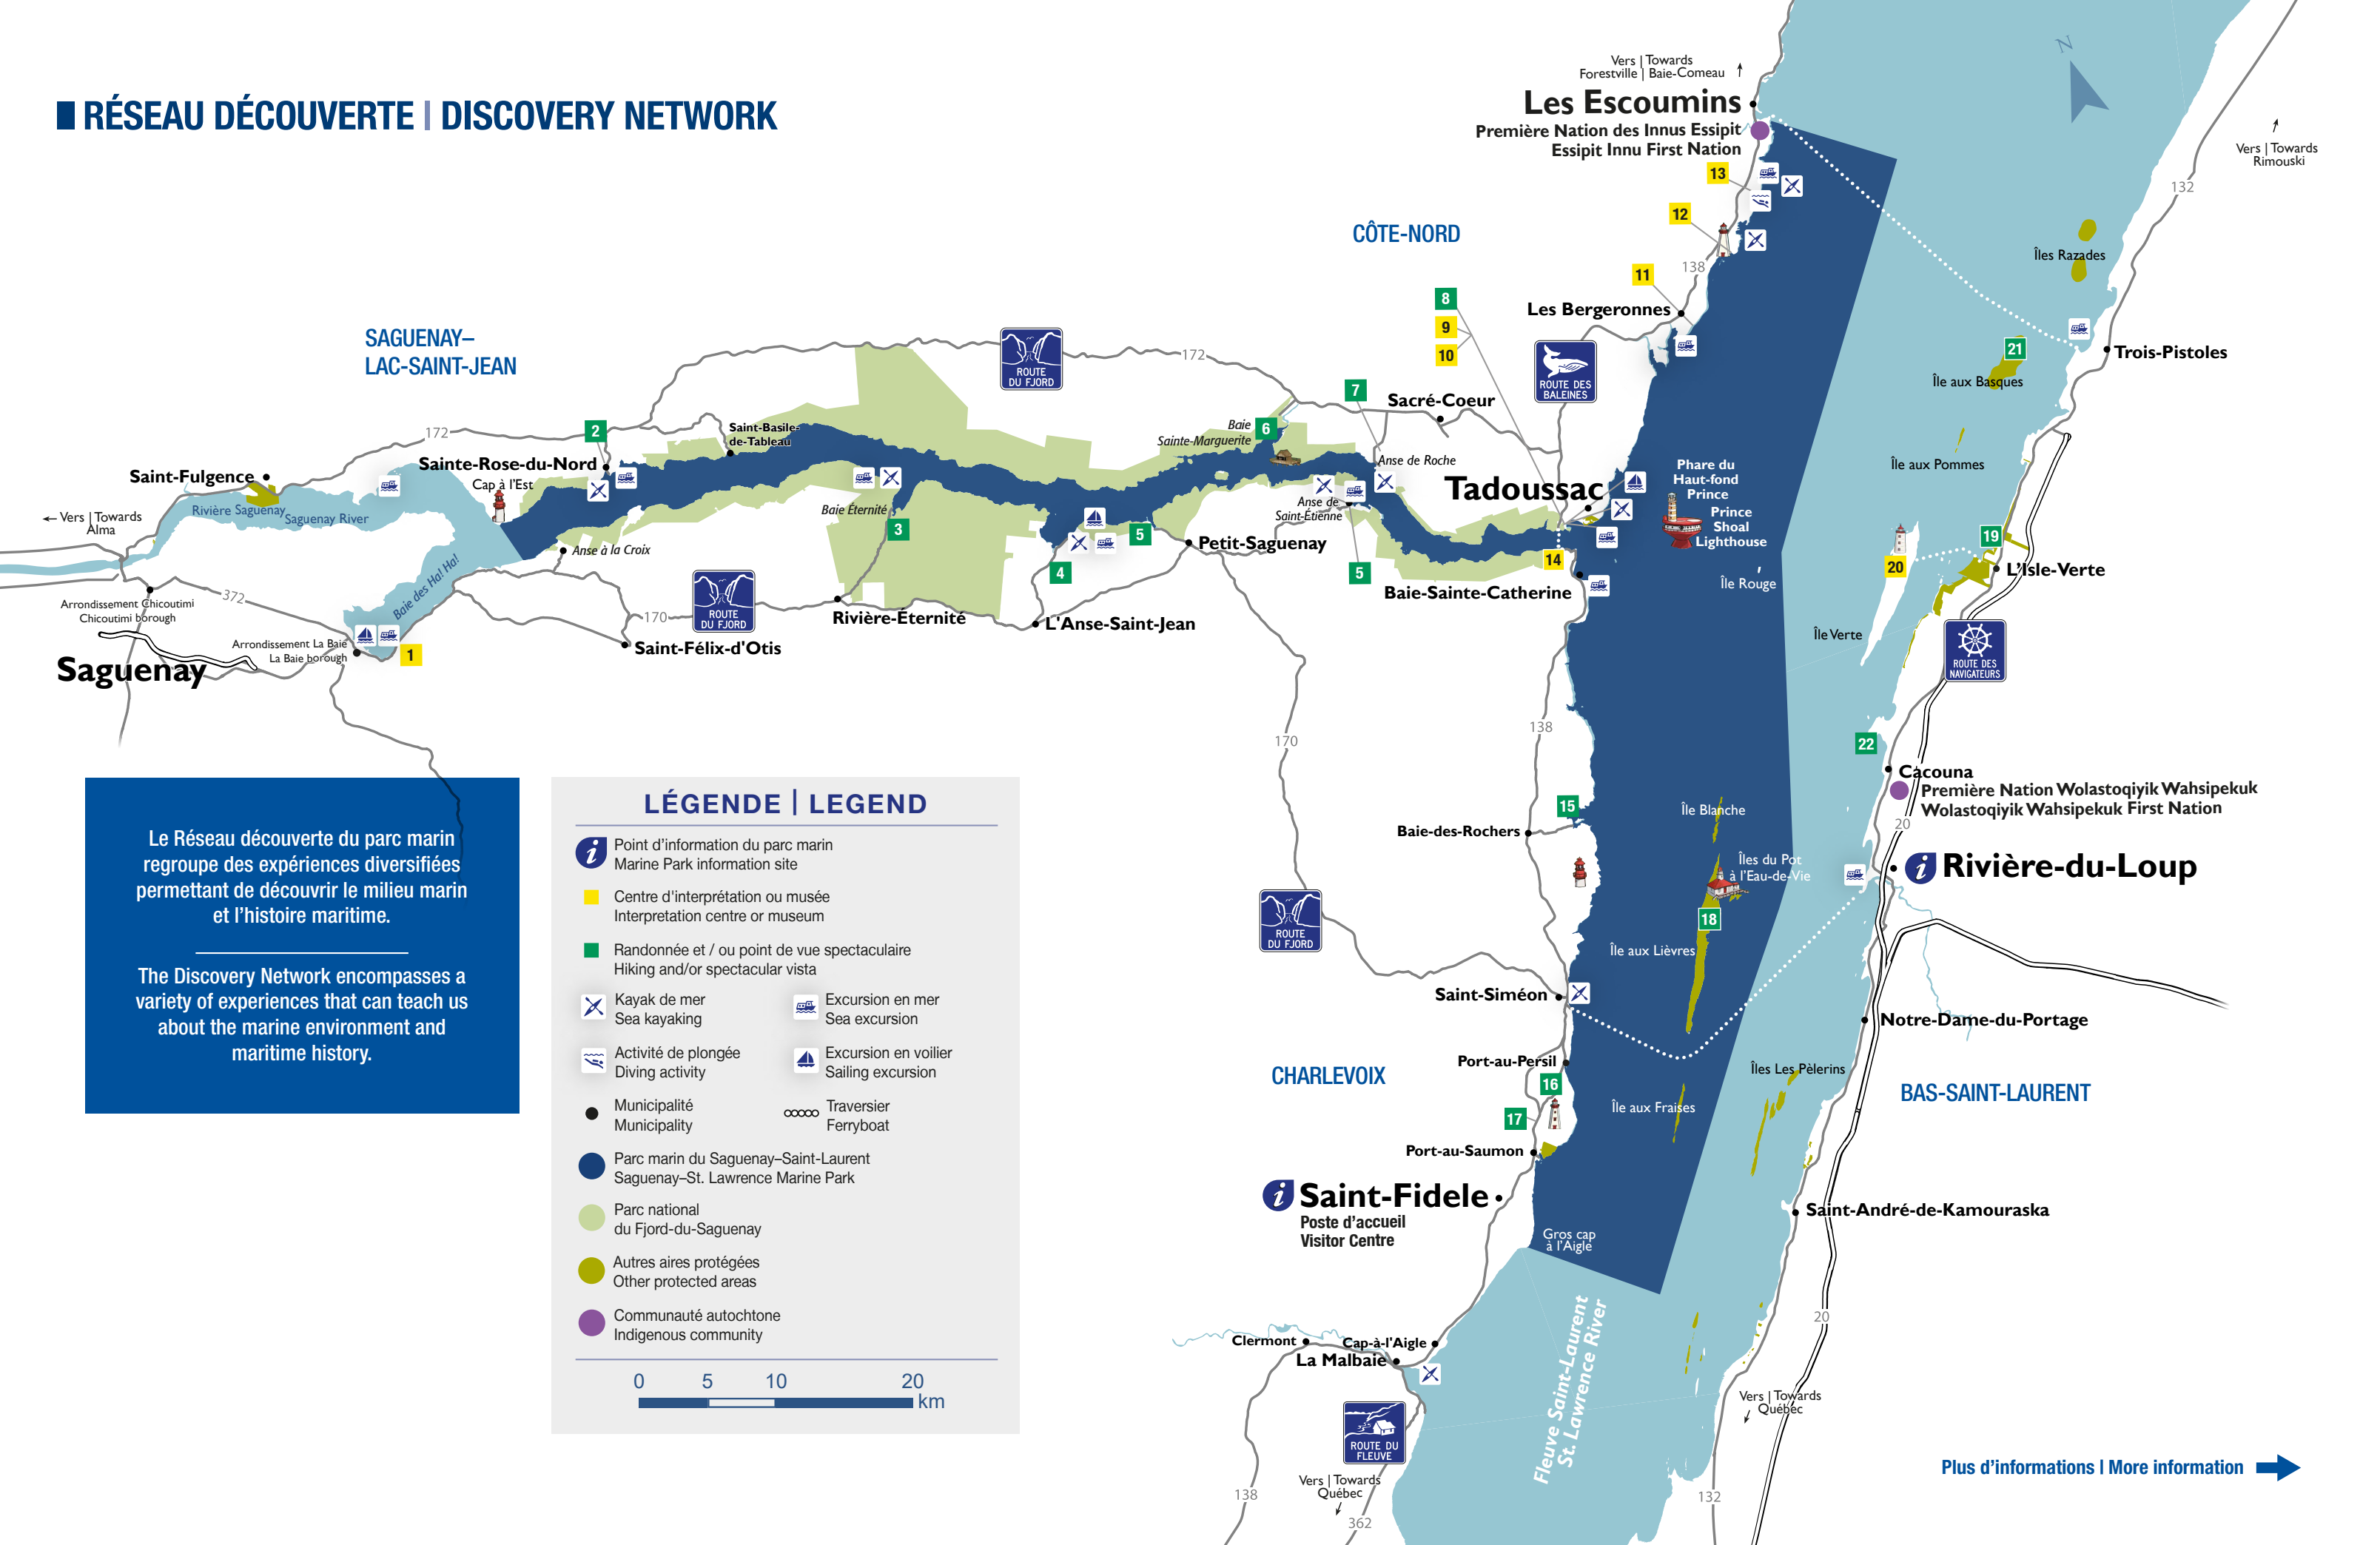 RÉSEAU DÉCOUVERTE | DISCOVERY NETWORK
Vers | Towards
Forestville | Baie-Comeau
Les Escoumins
Première Nation des Innus Essipit
Essipit Innu First Nation
N
Vers | Towards
Rimouski
132
13
12
CÔTE-NORD
138
11
Îles Razades
8
9
10
Les Bergeronnes
SAGUENAY–
LAC-SAINT-JEAN
ROUTE
DU FJORD
172
ROUTE DES
BALEINES
21
Trois-Pistoles
Île aux Basques
7
Sacré-Coeur
2
172
Saint-Basile-
de-Tableau
Baie
Sainte-Marguerite
6
Anse de Roche
Île aux Pommes
Saint-Fulgence
Sainte-Rose-du-Nord
Cap à l'Est
Tadoussac
Phare du
Haut-fond
Prince
Prince
Shoal
Lighthouse
Rivière Saguenay
Saguenay River
Vers | Towards
Alma
Baie Éternité
3
Anse de
Saint-Étienne
5
Petit-Saguenay
Anse à la Croix
4
5
14
Baie-Sainte-Catherine
Île Rouge
19
20
L'Isle-Verte
Baie des Ha! Ha!
372
Arrondissement Chicoutimi
Chicoutimi borough
170
ROUTE
DU FJORD
Rivière-Éternité
L'Anse-Saint-Jean
Île Verte
Arrondissement La Baie
La Baie borough
1
Saguenay
Saint-Félix-d'Otis
ROUTE DES
NAVIGATEURS
138
170
22
Cacouna
Première Nation Wolastoqiyik Wahsipekuk
Wolastoqiyik Wahsipekuk First Nation
20
15
Baie-des-Rochers
Île Blanche
Îles du Pot
à l'Eau-de-Vie
Rivière-du-Loup
18
ROUTE
DU FJORD
Île aux Lièvres
Saint-Siméon
Notre-Dame-du-Portage
Port-au-Persil
CHARLEVOIX
16
Îles Les Pèlerins
BAS-SAINT-LAURENT
Île aux Fraises
17
Port-au-Saumon
Saint-Fidele
Poste d'accueil
Visitor Centre
Saint-André-de-Kamouraska
Gros cap
à l'Aigle
Clermont
Cap-à-l'Aigle
La Malbaie
Fleuve Saint-Laurent
St. Lawrence River
20
ROUTE DU
FLEUVE
Vers | Towards
Québec
Vers | Towards
Québec
138
362
132
Plus d'informations | More information
Le Réseau découverte du parc marin
regroupe des expériences diversifiées
permettant de découvrir le milieu marin
et l'histoire maritime.
The Discovery Network encompasses a
variety of experiences that can teach us
about the marine environment and
maritime history.
LÉGENDE | LEGEND
i Point d'information du parc marin
Marine Park information site
Centre d'interprétation ou musée
Interpretation centre or museum
Randonnée et / ou point de vue spectaculaire
Hiking and/or spectacular vista
Kayak de mer
Sea kayaking
Excursion en mer
Sea excursion
Activité de plongée
Diving activity
Excursion en voilier
Sailing excursion
Municipalité
Municipality
Traversier
Ferryboat
Parc marin du Saguenay–Saint-Laurent
Saguenay–St. Lawrence Marine Park
Parc national
du Fjord-du-Saguenay
Autres aires protégées
Other protected areas
Communauté autochtone
Indigenous community
0 5 10 20
km